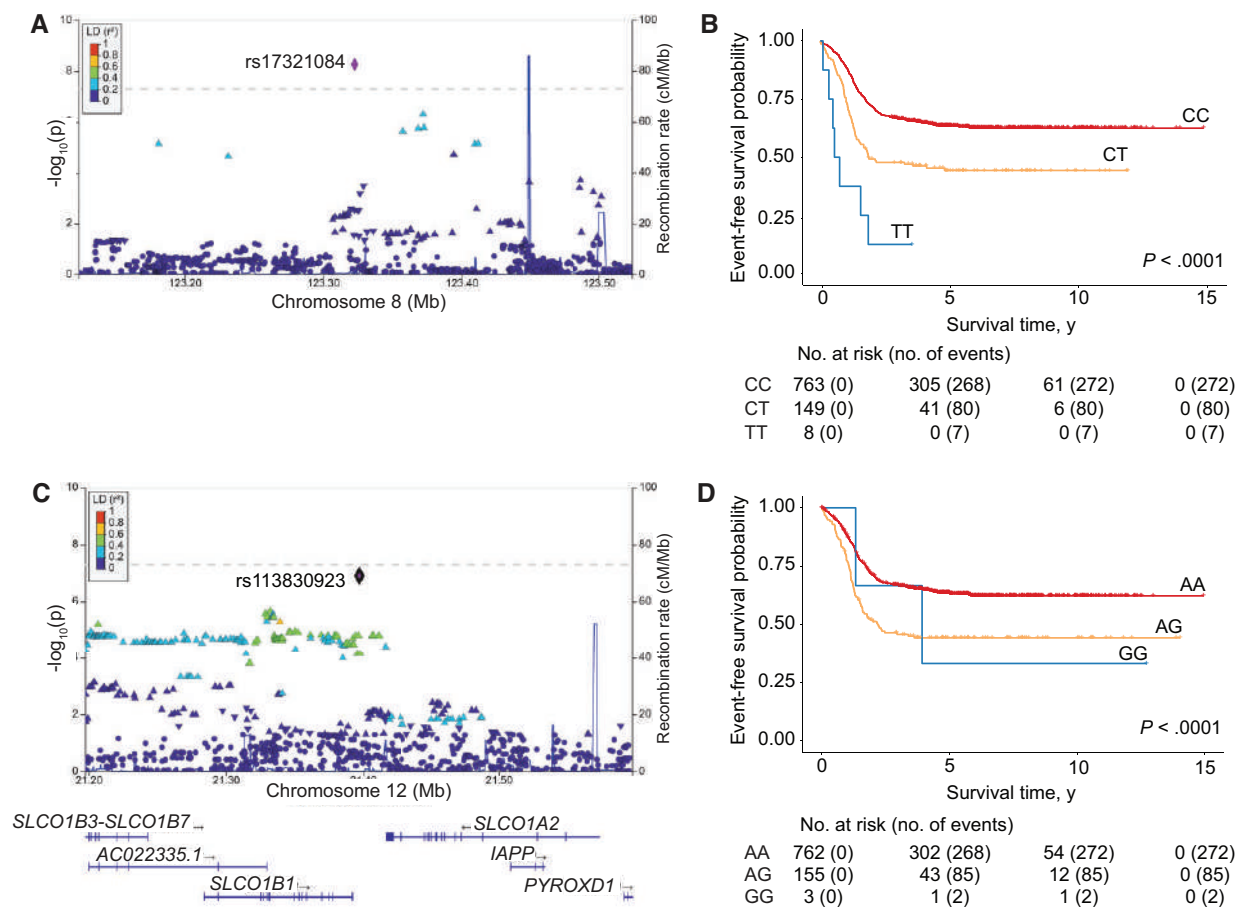 A
LD (r²)
1
0.8
0.6
0.4
0.2
0
rs17321084
10
8
2
0
-log10(p)
100
80
60
40
20
0
Recombination rate (cM/Mb)
123.20 123.30 123.40 123.50
Chromosome 8 (Mb)
B
Event-free survival probability
1.00
0.75
0.50
0.25
0.00
CC
CT
TT
P < .0001
0 5 10 15
Survival time, y
No. at risk (no. of events)
CC 763 (0) 305 (268) 61 (272) 0 (272)
CT 149 (0) 41 (80) 6 (80) 0 (80)
TT 8 (0) 0 (7) 0 (7) 0 (7)
C
LD (r²)
1
0.8
0.6
0.4
0.2
0
rs113830923
10
8
6
4
2
0
-log10(p)
100
80
60
40
20
0
Recombination rate (cM/Mb)
21.20 21.30 21.40 21.50
Chromosome 12 (Mb)
SLCO1B3-SLCO1B7→
←SLCO1A2
AC022335.1→
IAPP→
SLCO1B1→
PYROXD1→
D
Event-free survival probability
1.00
0.75
0.50
0.25
0.00
AA
AG
GG
P < .0001
0 5 10 15
Survival time, y
No. at risk (no. of events)
AA 762 (0) 302 (268) 54 (272) 0 (272)
AG 155 (0) 43 (85) 12 (85) 0 (85)
GG 3 (0) 1 (2) 1 (2) 0 (2)